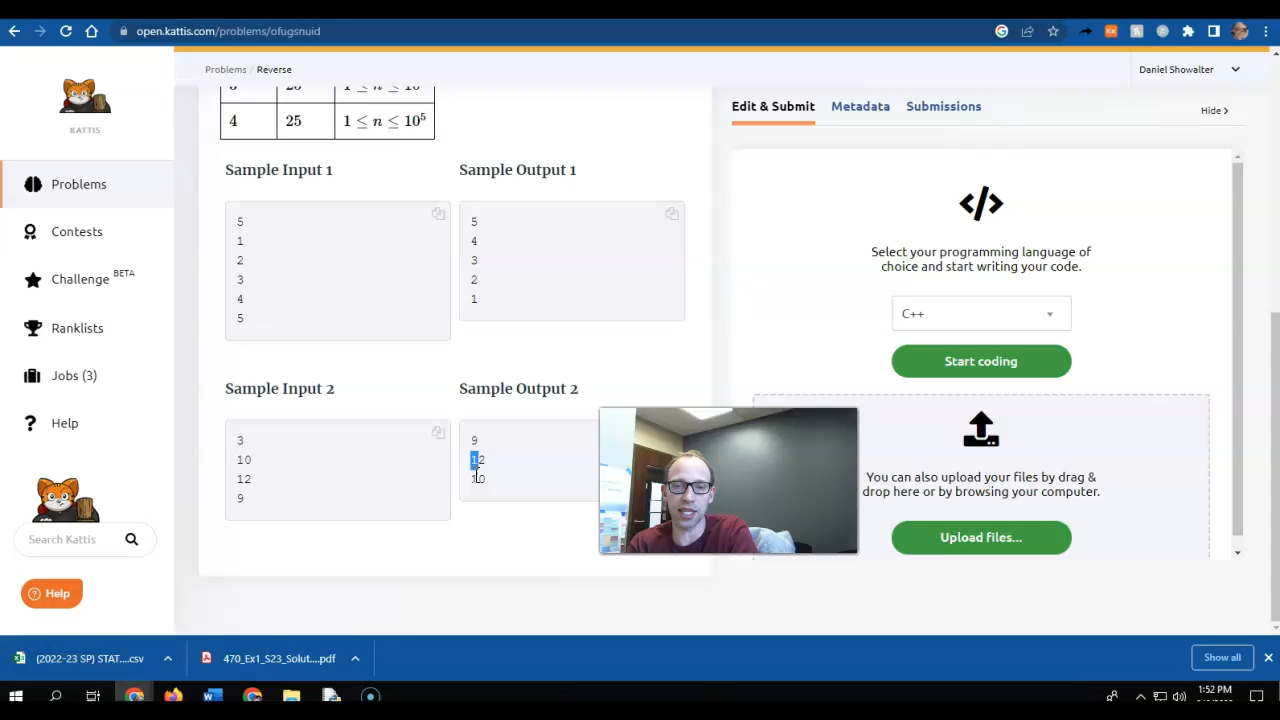 open.kattis.com/problems/ofugsnuid
Problems / Reverse
Daniel Showalter
KATTIS
Problems
Contests
Challenge BETA
Ranklists
Jobs (3)
Help
Search Kattis
Help
4 25 1 ≤ n ≤ 10^5
Sample Input 1
5
1
2
3
4
5
Sample Output 1
5
4
3
2
1
Sample Input 2
3
10
12
9
Sample Output 2
9
12
10
Edit & Submit Metadata Submissions
Hide
</>
Select your programming language of
choice and start writing your code.
C++
Start coding
You can also upload your files by drag &
drop here or by browsing your computer.
Upload files...
(2022-23 SP) STAT....csv
470_Ex1_S23_Solut....pdf
Show all
1:52 PM